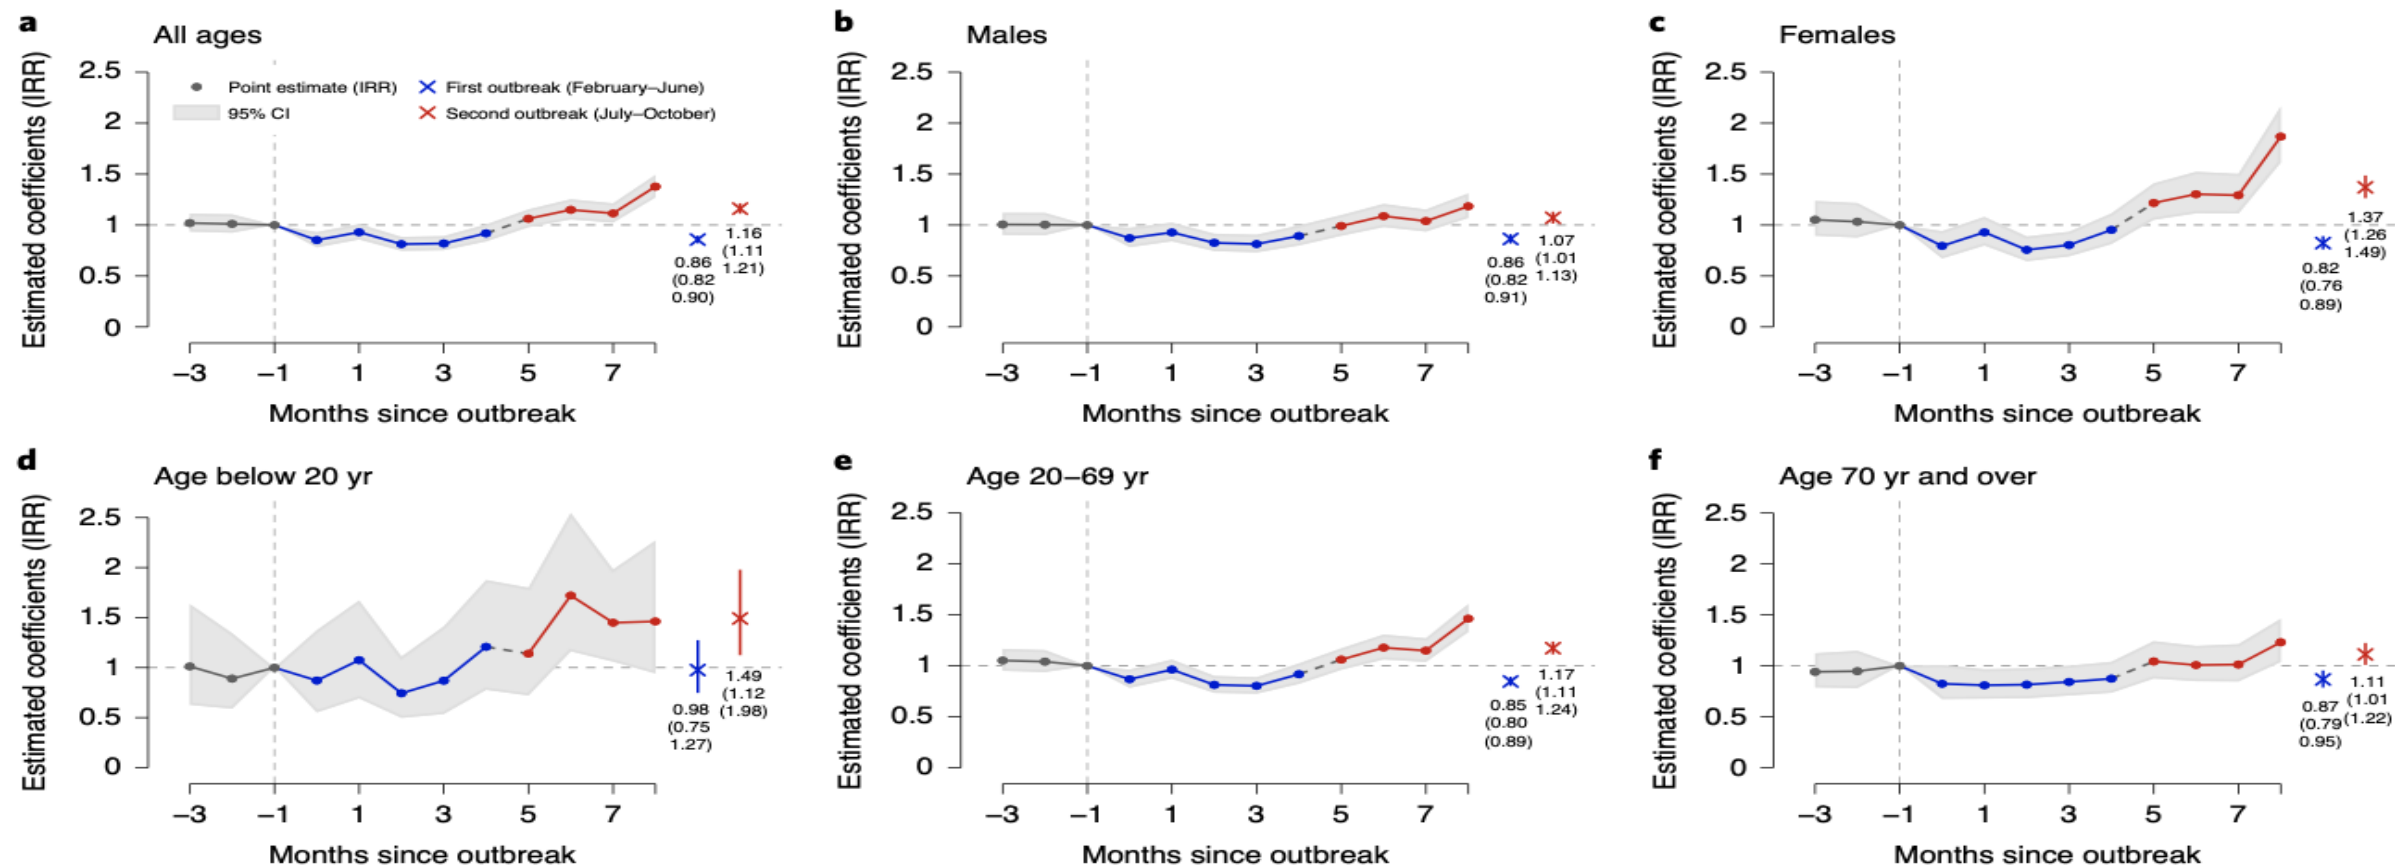 a
All ages
Estimated coefficients (IRR)
2.5
2
1.5
1
0.5
0
Point estimate (IRR)
95% CI
First outbreak (February–June)
Second outbreak (July–October)
1.16
(1.11
1.21)
0.86
(0.82
0.90)
–3 –1 1 3 5 7
Months since outbreak
b
Males
Estimated coefficients (IRR)
2.5
2
1.5
1
0.5
0
1.07
(1.01
1.13)
0.86
(0.82
0.91)
–3 –1 1 3 5 7
Months since outbreak
c
Females
Estimated coefficients (IRR)
2.5
2
1.5
1
0.5
0
1.37
(1.26
1.49)
0.82
(0.76
0.89)
–3 –1 1 3 5 7
Months since outbreak
d
Age below 20 yr
Estimated coefficients (IRR)
2.5
2
1.5
1
0.5
0
1.49
(1.12
(1.98)
0.98
(0.75
1.27)
–3 –1 1 3 5 7
Months since outbreak
e
Age 20–69 yr
Estimated coefficients (IRR)
2.5
2
1.5
1
0.5
0
1.17
(1.11
1.24)
0.85
(0.80
(0.89)
–3 –1 1 3 5 7
Months since outbreak
f
Age 70 yr and over
Estimated coefficients (IRR)
2.5
2
1.5
1
0.5
0
1.11
(1.01
(1.22)
0.87
(0.79
0.95)
–3 –1 1 3 5 7
Months since outbreak